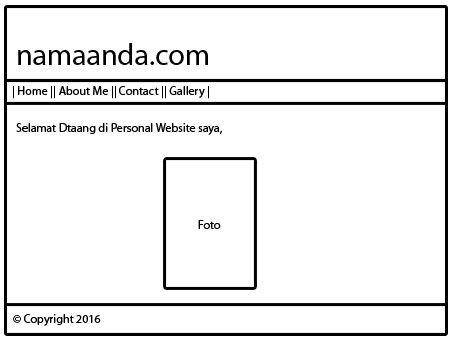 namaanda.com
| Home || About Me || Contact || Gallery |
Selamat Dtaang di Personal Website saya,
Foto
© Copyright 2016